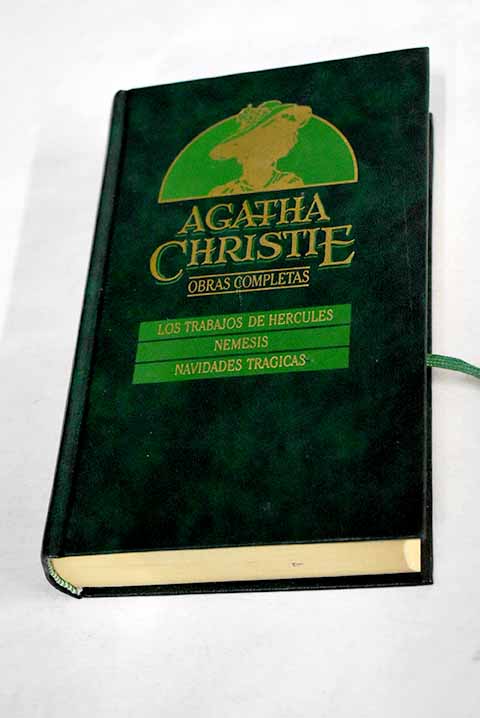 AGATHA
CHRISTIE
OBRAS COMPLETAS
LOS TRABAJOS DE HERCULES
NEMESIS
NAVIDADES TRAGICAS